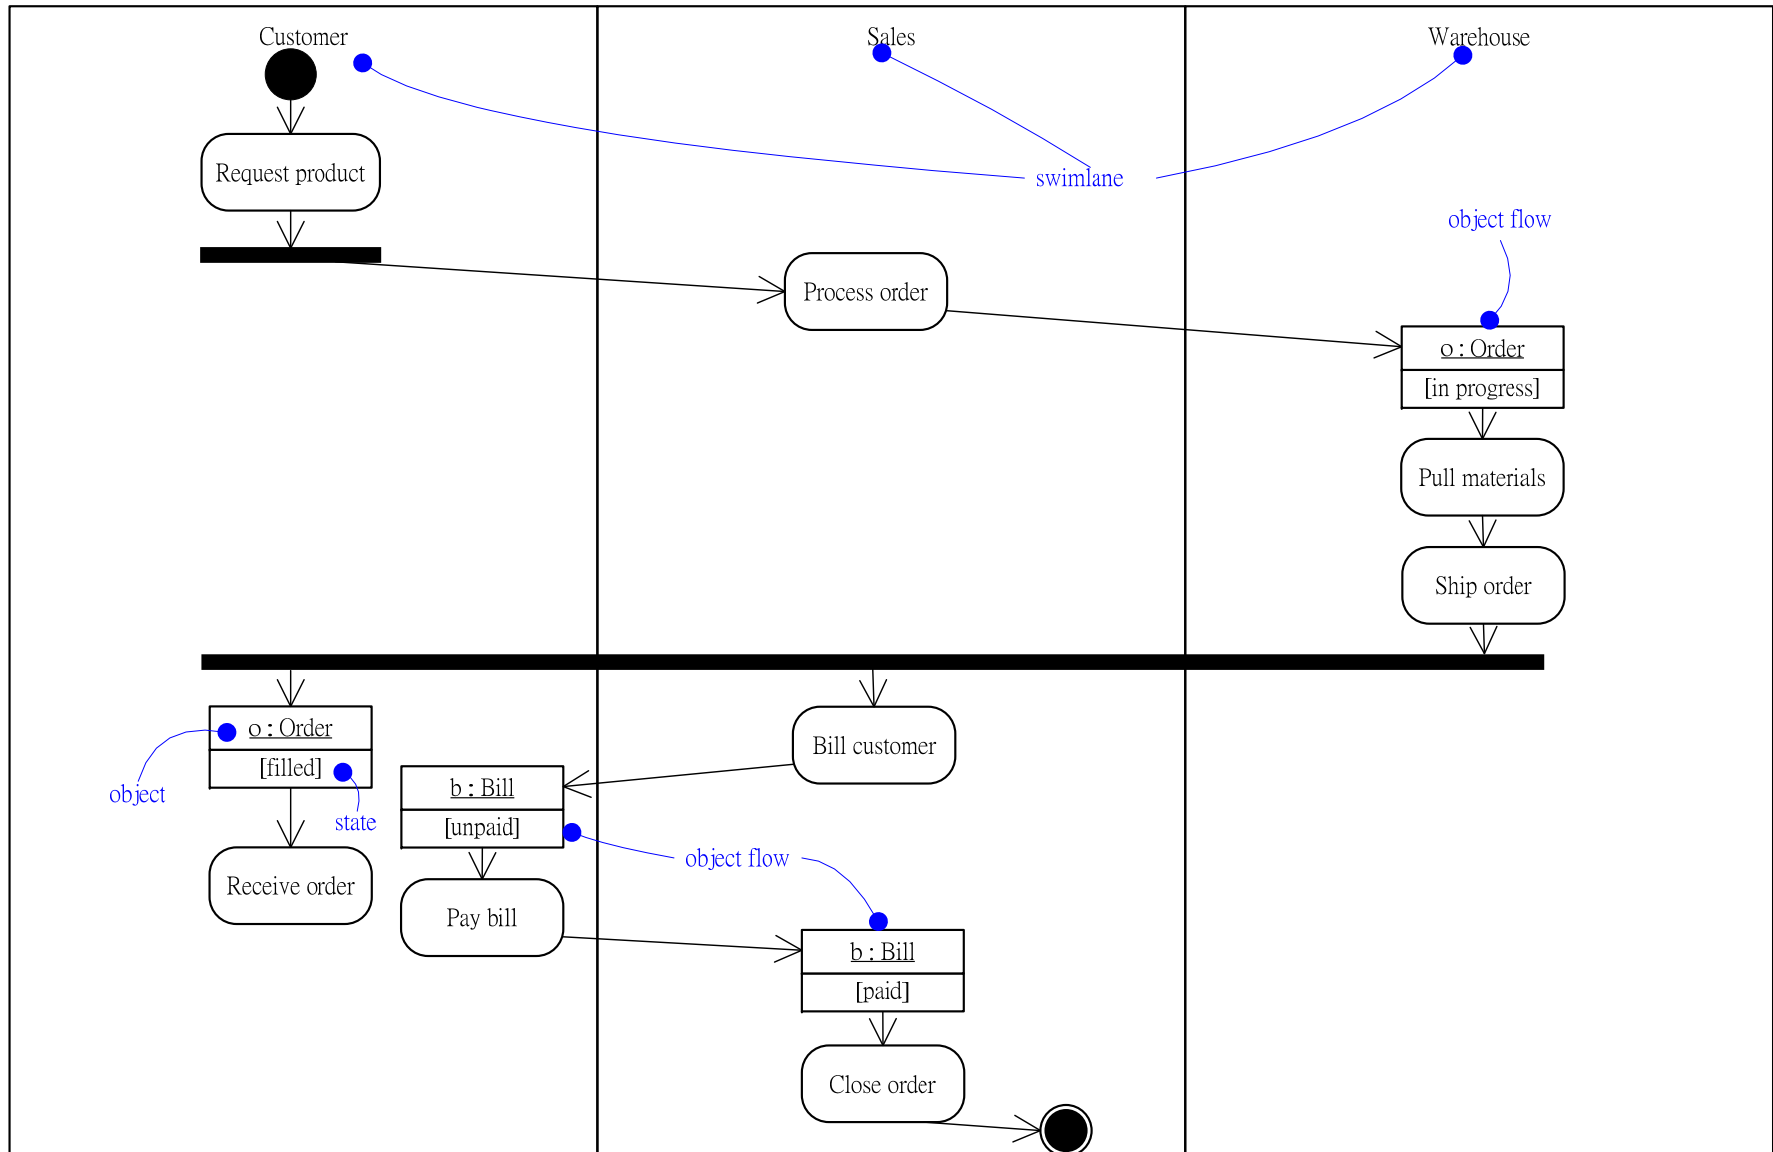 Customer
Sales
Warehouse
Request product
swimlane
object flow
Process order
o : Order
[in progress]
Pull materials
Ship order
o : Order
[filled]
object
state
Bill customer
b : Bill
[unpaid]
object flow
Receive order
Pay bill
b : Bill
[paid]
Close order